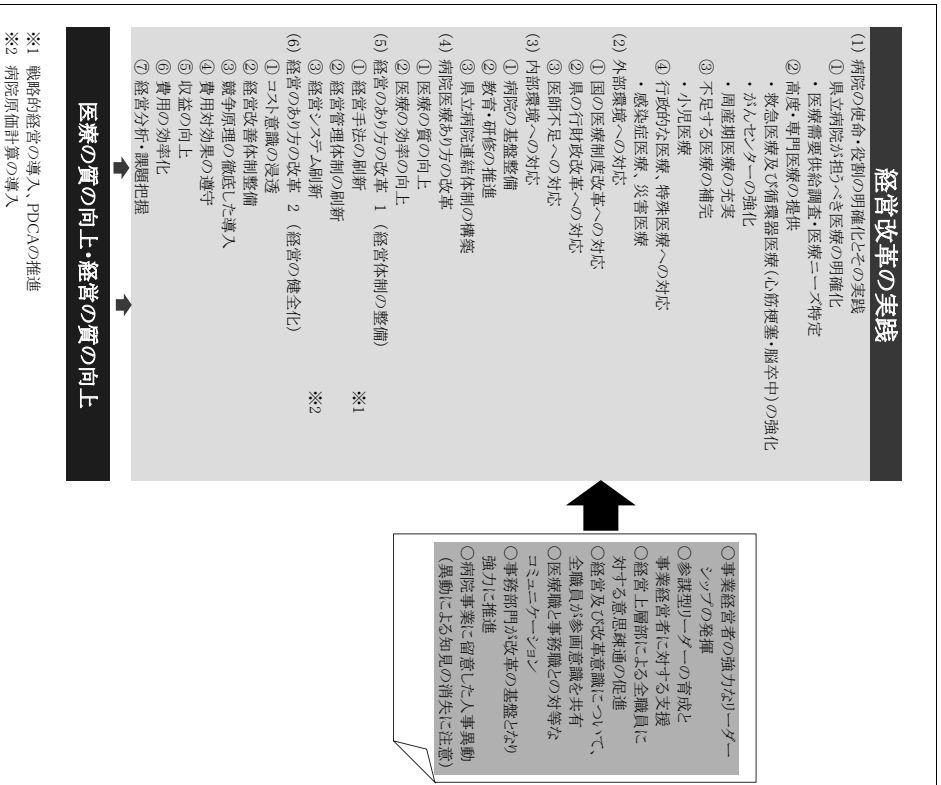 経営改革の実践
(1) 病院の使命・役割の明確化とその実践
① 県立病院が担うべき医療の明確化
・医療需要供給調査・医療ニーズ特定
② 高度・専門医療の提供
・救急医療及び循環器医療(心筋梗塞・脳卒中)の強化
・がんセンターの強化
・周産期医療の充実
③ 不足する医療の補完
・小児医療
④ 行政的な医療、特殊医療への対応
・感染症医療、災害医療
(2) 外部環境への対応
① 国の医療制度改革への対応
② 県の行財政改革への対応
③ 医師不足への対応
(3) 内部環境への対応
① 病院の基盤整備
② 教育・研修の推進
③ 県立病院連結体制の構築
(4) 病院医療あり方の改革
① 医療の質の向上
② 医療の効率の向上
(5) 経営のあり方の改革 1 (経営体制の整備)
① 経営手法の刷新 ※1
② 経営管理体制の刷新
③ 経営システム刷新 ※2
(6) 経営のあり方の改革 2 (経営の健全化)
① コスト意識の浸透
② 経営改善体制整備
③ 競争原理の徹底した導入
④ 費用対効果の遵守
⑤ 収益の向上
⑥ 費用の効率化
⑦ 経営分析・課題把握
医療の質の向上・経営の質の向上
※1 戦略的経営の導入、PDCAの推進
※2 病院原価計算の導入
○事業経営者の強力なリーダー
シップの発揮
○参謀型リーダーの育成と
事業経営者に対する支援
○経営上層部による全職員に
対する意思疎通の促進
○経営及び改革意識について、
全職員が参画意識を共有
○医療職と事務職との対等な
コミュニケーション
○事務部門が改革の基盤となり
強力に推進
○病院事業に留意した人事異動
(異動による知見の消失に注意)